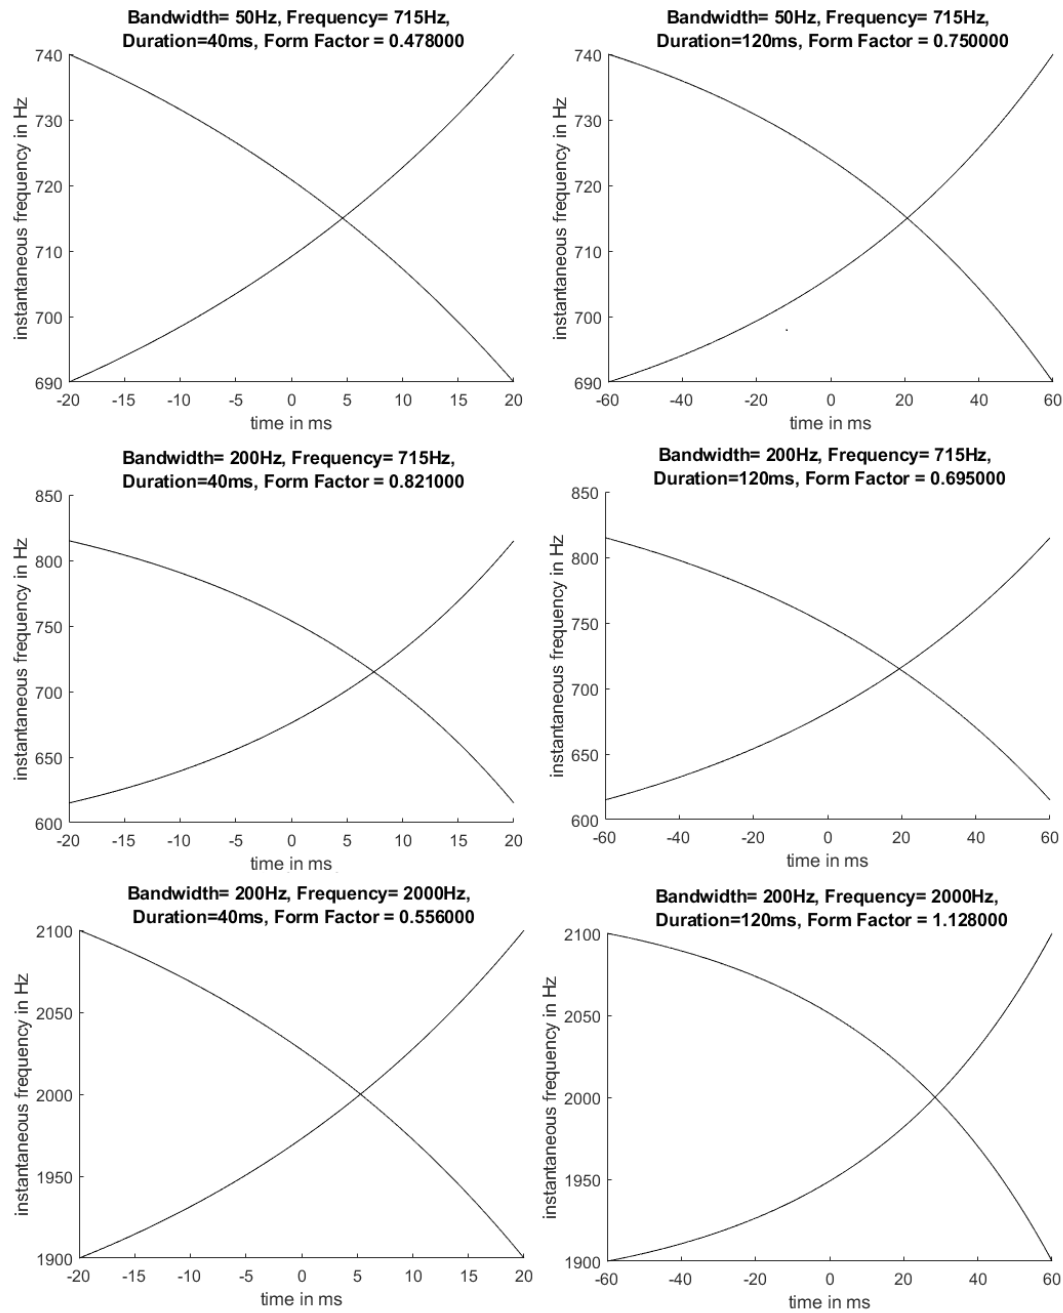 Bandwidth= 50Hz, Frequency= 715Hz,
Duration=40ms, Form Factor = 0.478000
740
730
720
710
700
690
instantaneous frequency in Hz
-20 -15 -10 -5 0 5 10 15 20
time in ms
Bandwidth= 50Hz, Frequency= 715Hz,
Duration=120ms, Form Factor = 0.750000
740
730
720
710
700
690
instantaneous frequency in Hz
-60 -40 -20 0 20 40 60
time in ms
Bandwidth= 200Hz, Frequency= 715Hz,
Duration=40ms, Form Factor = 0.821000
850
800
750
700
650
600
instantaneous frequency in Hz
-20 -15 -10 -5 0 5 10 15 20
time in ms
Bandwidth= 200Hz, Frequency= 715Hz,
Duration=120ms, Form Factor = 0.695000
850
800
750
700
650
600
instantaneous frequency in Hz
-60 -40 -20 0 20 40 60
time in ms
Bandwidth= 200Hz, Frequency= 2000Hz,
Duration=40ms, Form Factor = 0.556000
2100
2050
2000
1950
1900
instantaneous frequency in Hz
-20 -15 -10 -5 0 5 10 15 20
time in ms
Bandwidth= 200Hz, Frequency= 2000Hz,
Duration=120ms, Form Factor = 1.128000
2100
2050
2000
1950
1900
instantaneous frequency in Hz
-60 -40 -20 0 20 40 60
time in ms